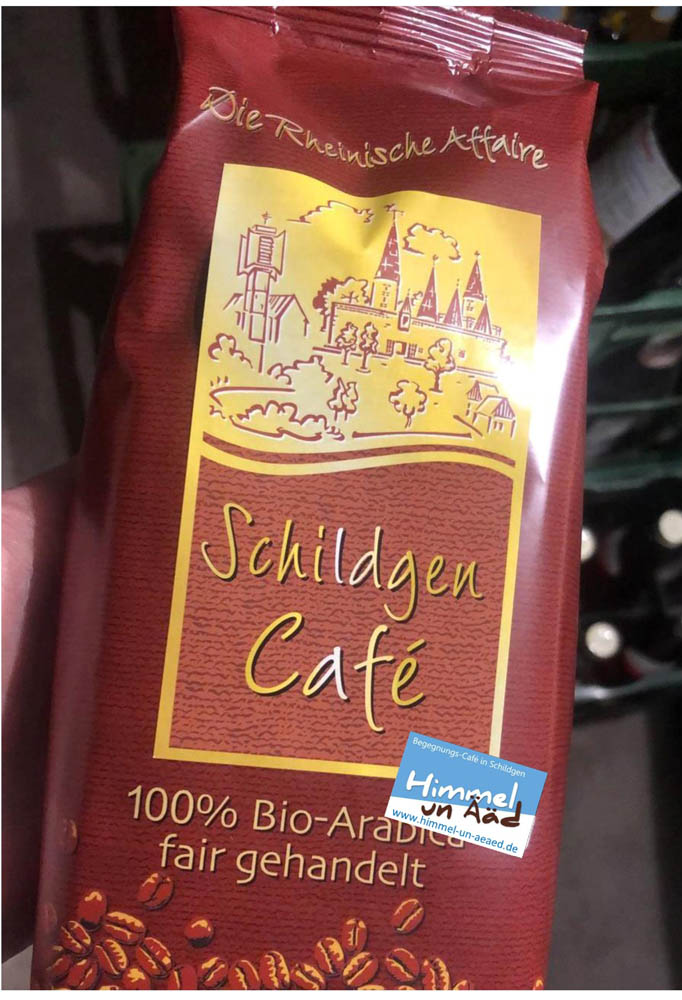 Die Rheinische Affaire
Schildgen
Café
100% Bio-Arabica
fair gehandelt
Begegnungs-Café in Schildgen
Himmel
un Ääd
www.himmel-un-aeaed.de